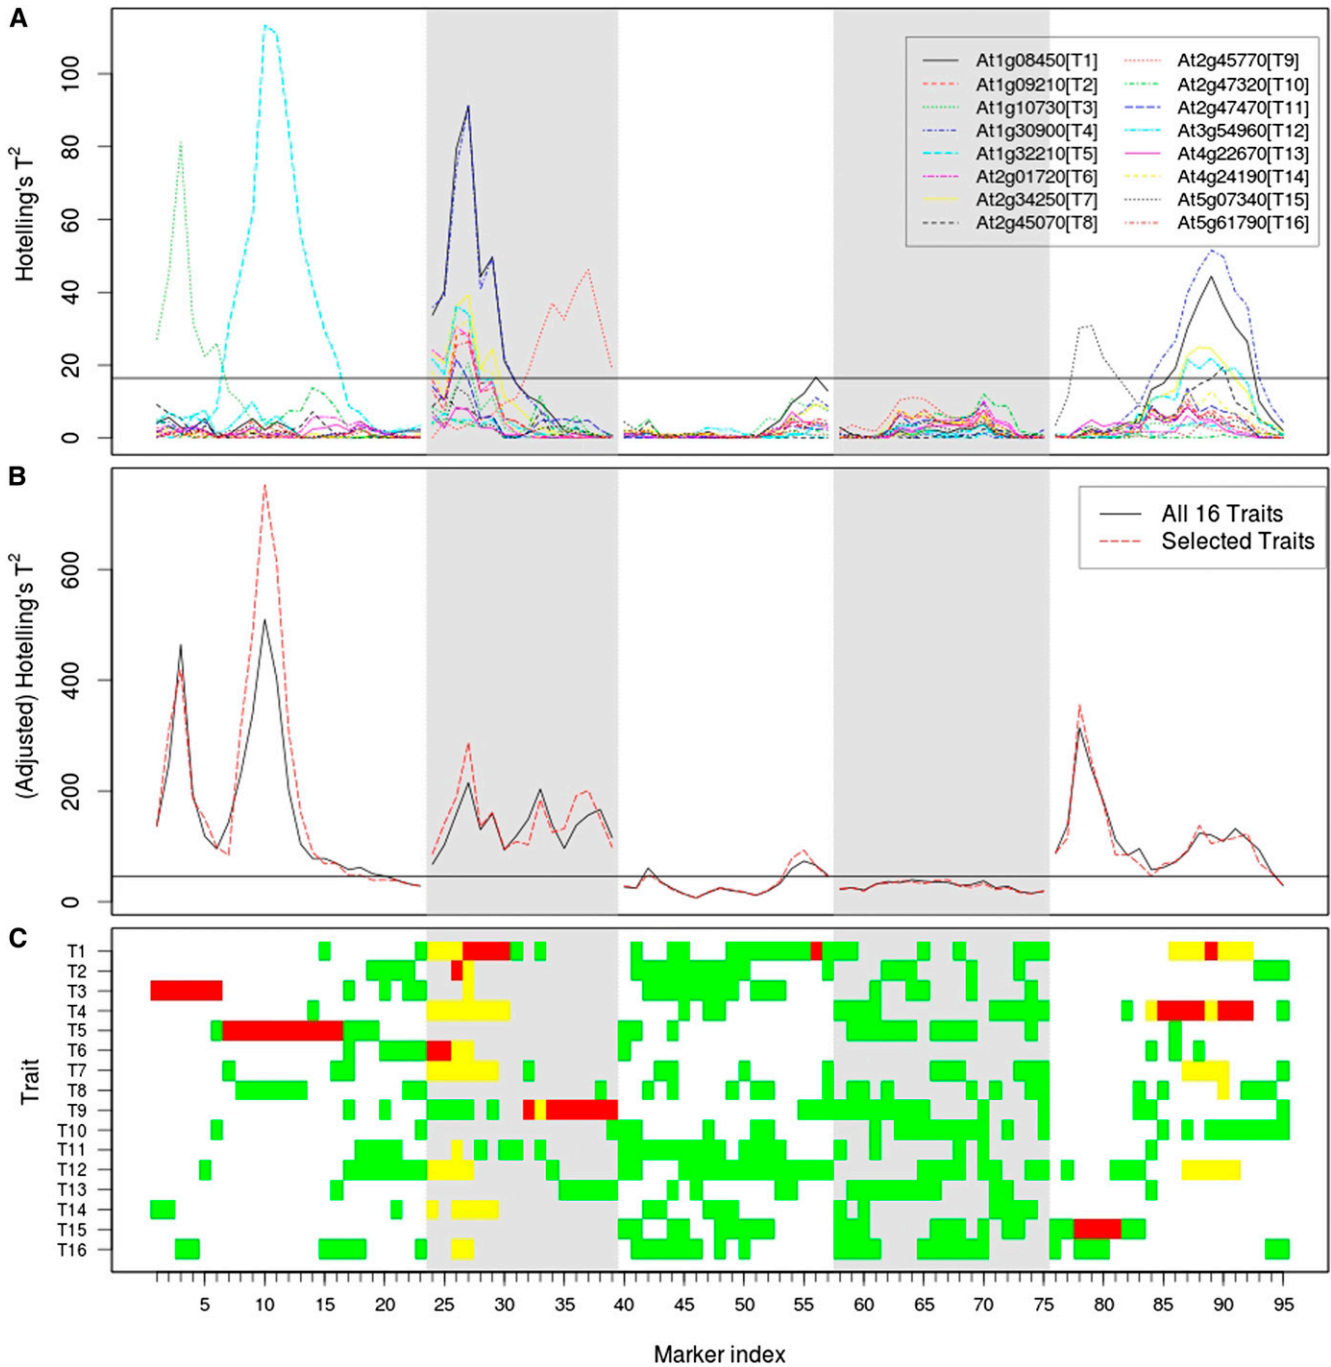 A
Hotelling's T²
100
80
60
40
20
0
At1g08450[T1]
At1g09210[T2]
At1g10730[T3]
At1g30900[T4]
At1g32210[T5]
At2g01720[T6]
At2g34250[T7]
At2g45070[T8]
At2g45770[T9]
At2g47320[T10]
At2g47470[T11]
At3g54960[T12]
At4g22670[T13]
At4g24190[T14]
At5g07340[T15]
At5g61790[T16]
B
(Adjusted) Hotelling's T²
600
400
200
0
All 16 Traits
Selected Traits
C
Trait
T1
T2
T3
T4
T5
T6
T7
T8
T9
T10
T11
T12
T13
T14
T15
T16
5 10 15 20 25 30 35 40 45 50 55 60 65 70 75 80 85 90 95
Marker index